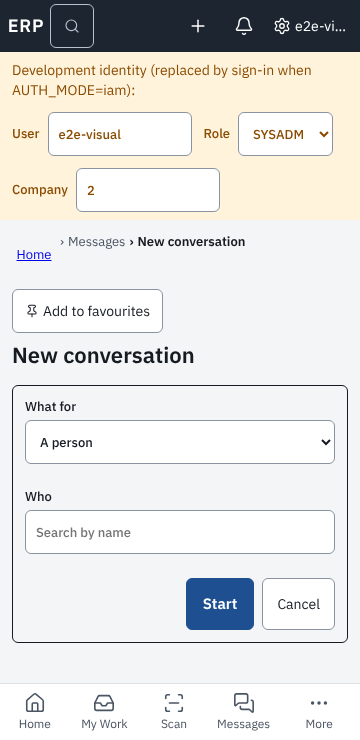 ERP
e2e-vi...
Development identity (replaced by sign-in when
AUTH_MODE=iam):
User
e2e-visual
Role
SYSADM
Company
2
Home › Messages › New conversation
Add to favourites
New conversation
What for
A person
Who
Search by name
Start
Cancel
Home
My Work
Scan
Messages
More